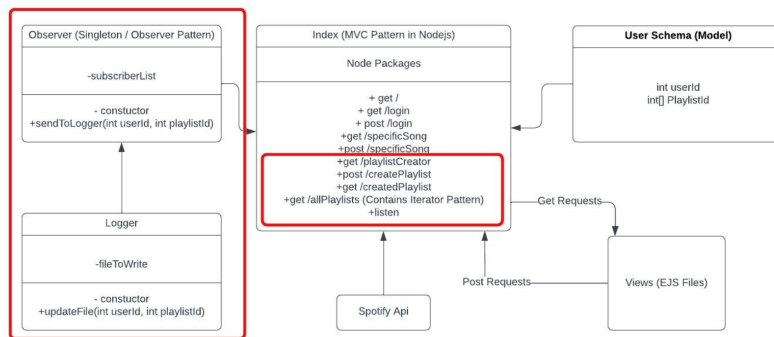 Observer (Singleton / Observer Pattern)
-subscriberList
- constuctor
+sendToLogger(int userId, int playlistId)
Logger
-fileToWrite
- constuctor
+updateFile(int userId, int playlistId)
Index (MVC Pattern in Nodejs)
Node Packages
+ get /
+ get /login
+ post /login
+get /specificSong
+post /specificSong
+get /playlistCreator
+post /createPlaylist
+get /createdPlaylist
+get /allPlaylists (Contains Iterator Pattern)
+listen
Spotify Api
User Schema (Model)
int userId
int[] PlaylistId
Get Requests
Post Requests
Views (EJS Files)